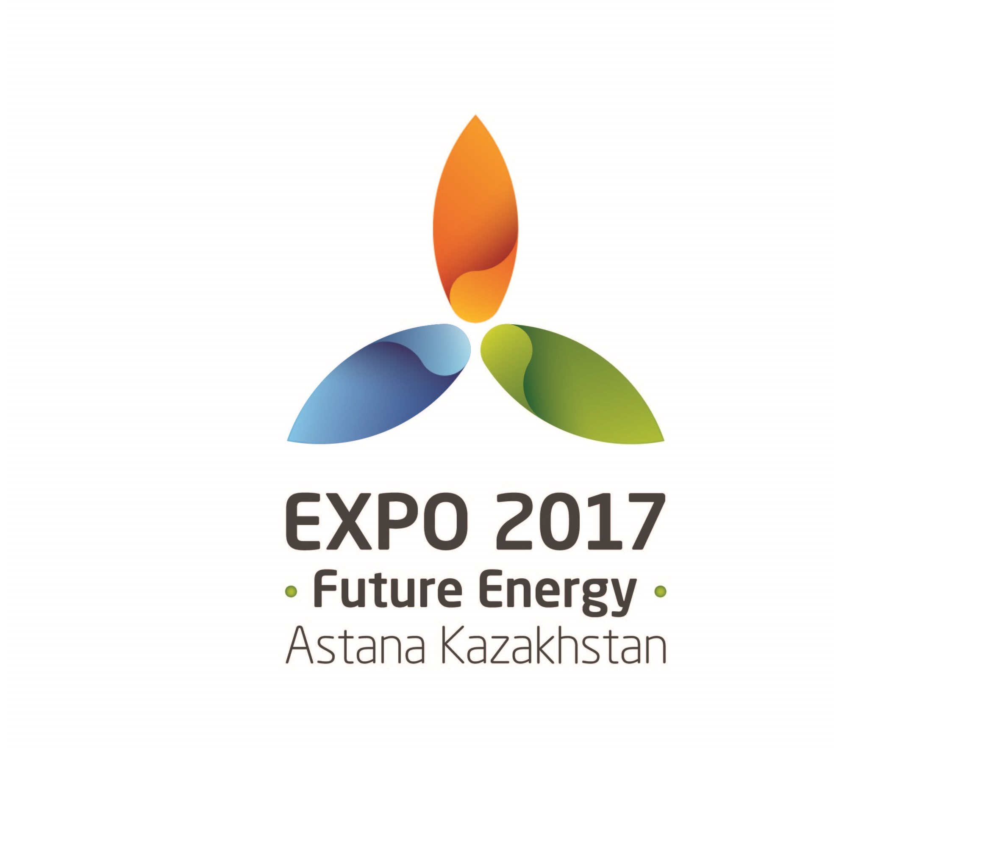 EXPO 2017
• Future Energy •
Astana Kazakhstan